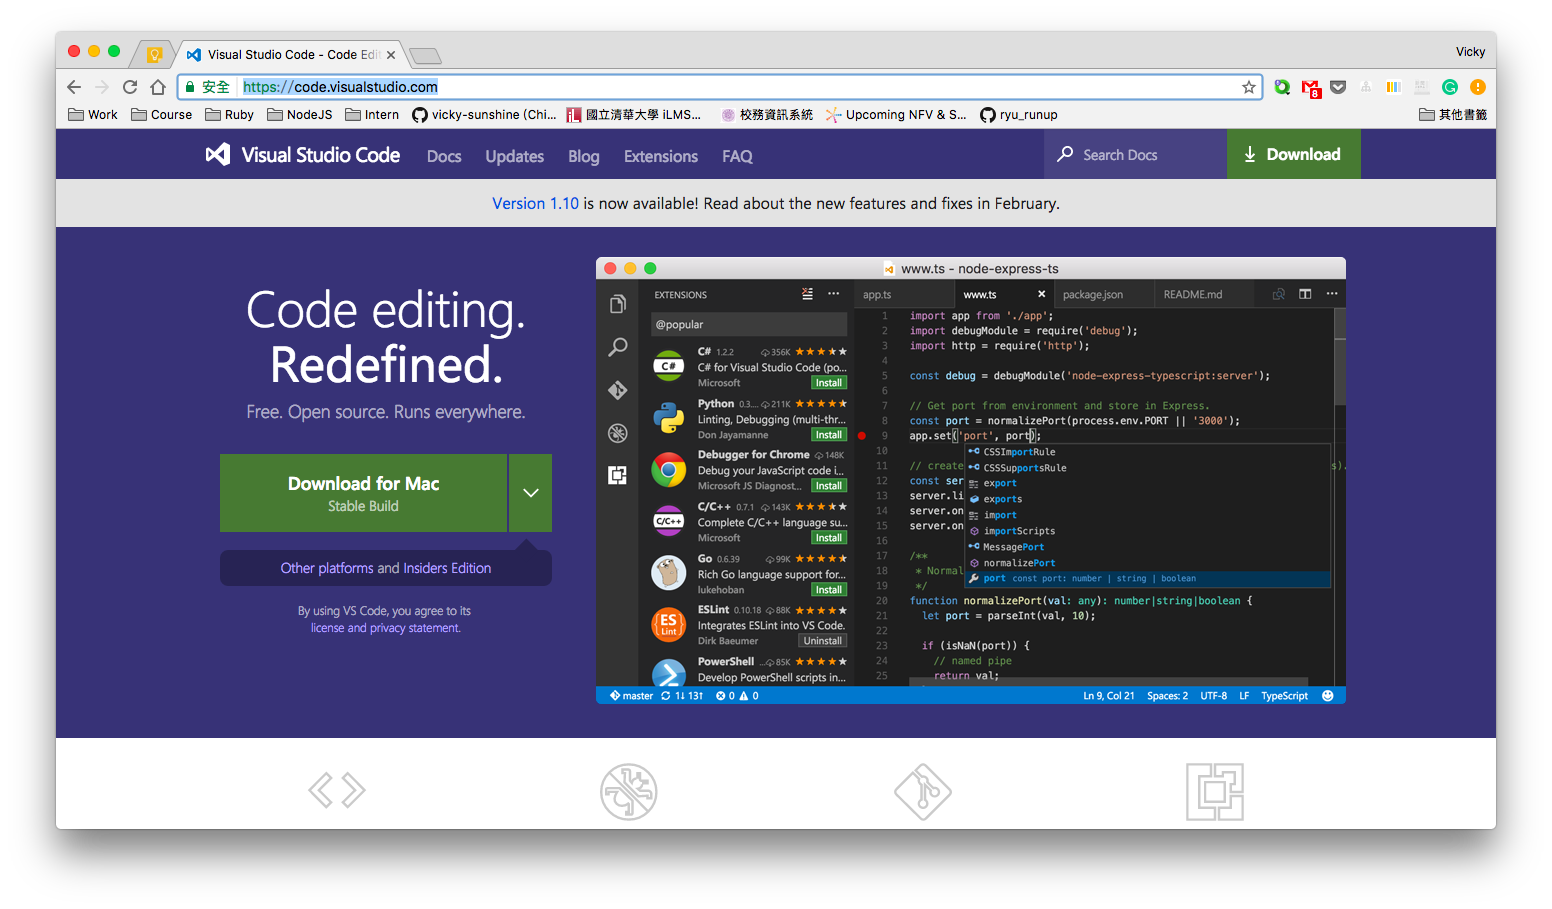 Visual Studio Code - Code Edi
Vicky
安全 https://code.visualstudio.com
8
Work Course Ruby NodeJS Intern vicky-sunshine (Chi... 國立清華大學 iLMS... 校務資訊系統 Upcoming NFV & S... ryu_runup 其他書籤
Visual Studio Code Docs Updates Blog Extensions FAQ Search Docs Download
Version 1.10 is now available! Read about the new features and fixes in February.
Code editing.
Redefined.
Free. Open source. Runs everywhere.
Download for Mac
Stable Build
Other platforms and Insiders Edition
By using VS Code, you agree to its
license and privacy statement.
www.ts - node-express-ts
EXTENSIONS
@popular
C# 1.2.2 356K
C# for Visual Studio Code (po...
Microsoft Install
Python 0.3... 211K
Linting, Debugging (multi-thr...
Don Jayamanne Install
Debugger for Chrome 148K
Debug your JavaScript code i...
Microsoft JS Diagnost... Install
C/C++ 0.7.1 143K
Complete C/C++ language su...
Microsoft Install
Go 0.6.39 99K
Rich Go language support for...
lukehoban Install
ESLint 0.10.18 88K
Integrates ESLint into VS Code.
Dirk Baeumer Uninstall
PowerShell ... 85K
Develop PowerShell scripts in...
C#
C/C++
ES
Lint
app.ts www.ts package.json README.md
1 import app from './app';
2 import debugModule = require('debug');
3 import http = require('http');
4
5 const debug = debugModule('node-express-typescript:server');
6
7 // Get port from environment and store in Express.
8 const port = normalizePort(process.env.PORT || '3000');
9 app.set('port', port);
10
11 // create s).
12 const ser
13 server.li
14 server.on
15 server.on
16
17 /**
18 * Normal
19 */
20 function normalizePort(val: any): number|string|boolean {
21 let port = parseInt(val, 10);
22
23 if (isNaN(port)) {
24 // named pipe
25 return val;
CSSImportRule
CSSSupportsRule
export
exports
import
importScripts
MessagePort
normalizePort
port const port: number | string | boolean
master 1↓ 13↑ 0 0 Ln 9, Col 21 Spaces: 2 UTF-8 LF TypeScript